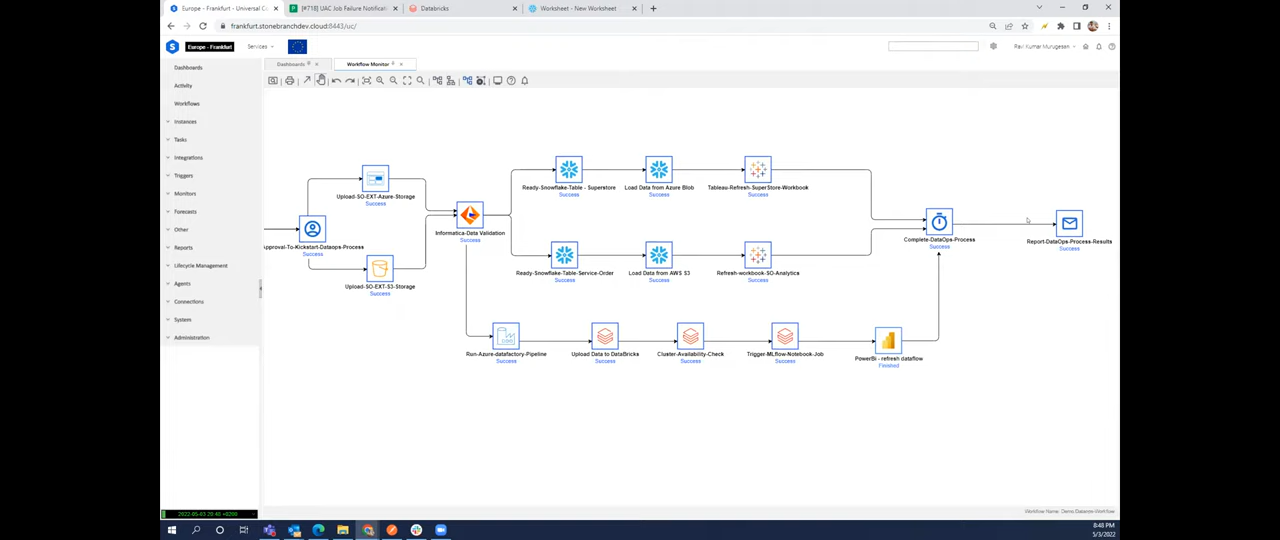 Europe - Frankfurt - Universal Co
[#718] UAC Job Failure Notificati
Databricks
Worksheet - New Worksheet
frankfurt.stonebranchdev.cloud:8443/uc/
Europe - Frankfurt
Services
Ravi Kumar Murugesan
Dashboards
Workflow Monitor
Dashboards
Activity
Workflows
Instances
Tasks
Integrations
Triggers
Monitors
Forecasts
Other
Reports
Lifecycle Management
Agents
Connections
System
Administration
Approval-To-Kickstart-Dataops-Process
Success
Upload-SO-EXT-Azure-Storage
Success
Upload-SO-EXT-S3-Storage
Success
Informatica-Data Validation
Success
Ready-Snowflake-Table - Superstore
Success
Load Data from Azure Blob
Success
Tableau-Refresh-SuperStore-Workbook
Success
Ready-Snowflake-Table-Service-Order
Success
Load Data from AWS S3
Success
Refresh-workbook-SO-Analytics
Success
Run-Azure-datafactory-Pipeline
Success
Upload Data to DataBricks
Success
Cluster-Availability-Check
Success
Trigger-MLflow-Notebook-Job
Success
PowerBi - refresh dataflow
Finished
Complete-DataOps-Process
Success
Report-DataOps-Process-Results
Success
Workflow Name:
8:48 PM
5/3/2022